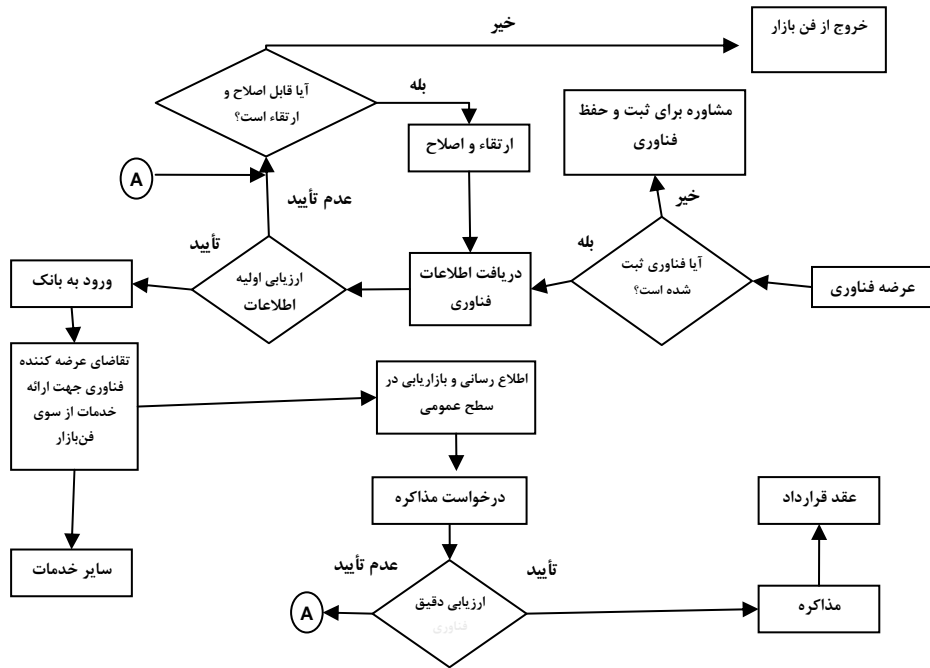 خیر
خروج از فن بازار
آیا قابل اصلاح و
ارتقاء است؟
بله
ارتقاء و اصلاح
مشاوره برای ثبت و حفظ
فناوری
A
عدم تأیید
خیر
تأیید
بله
آیا فناوری ثبت
شده است؟
عرضه فناوری
دریافت اطلاعات
فناوری
ارزیابی اولیه
اطلاعات
ورود به بانک
تقاضای عرضه کننده
فناوری جهت ارائه
خدمات از سوی
فن‌بازار
اطلاع رسانی و بازاریابی در
سطح عمومی
درخواست مذاکره
عقد قرارداد
سایر خدمات
عدم تأیید
تأیید
ارزیابی دقیق
فناوری
A
مذاکره